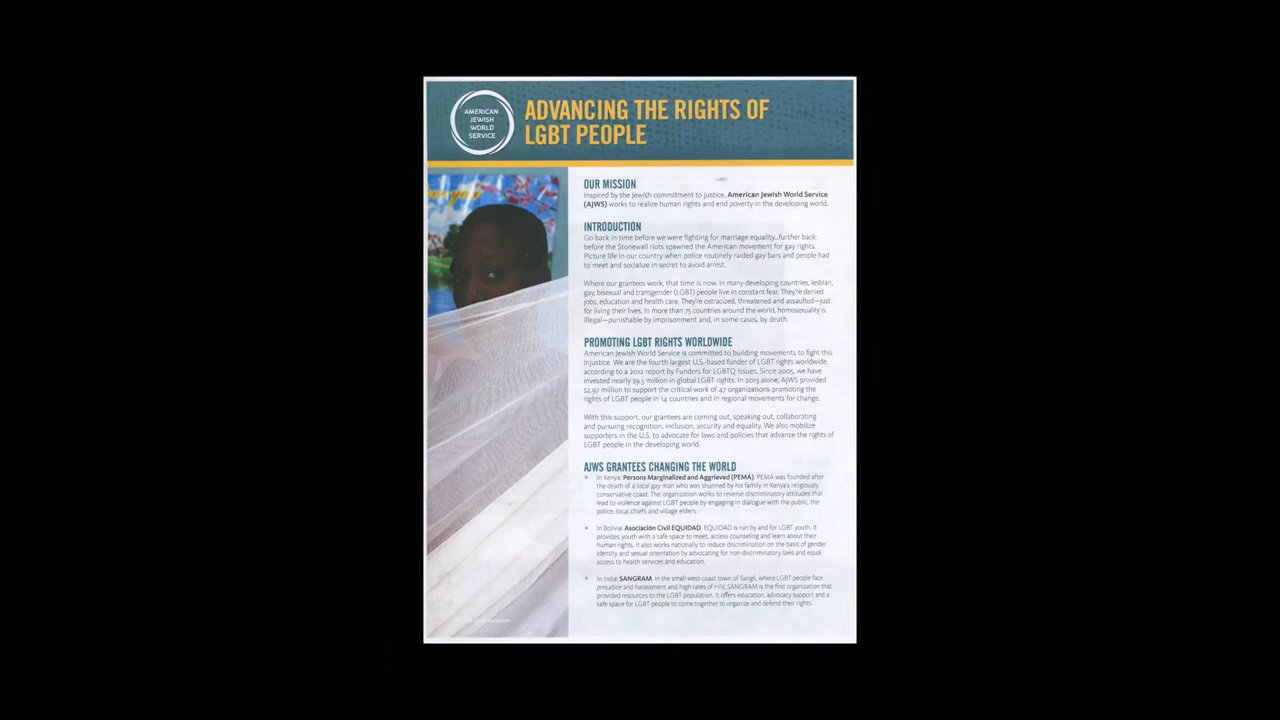 AMERICAN
JEWISH
WORLD
SERVICE
ADVANCING THE RIGHTS OF
LGBT PEOPLE
OUR MISSION
Inspired by the Jewish commitment to justice, American Jewish World Service
(AJWS) works to realize human rights and end poverty in the developing world.
INTRODUCTION
Go back in time before we were fighting for marriage equality...further back:
before the Stonewall riots spawned the American movement for gay rights.
Picture life in our country when police routinely raided gay bars and people had
to meet and socialize in secret to avoid arrest.
Where our grantees work, that time is now. In many developing countries, lesbian,
gay, bisexual and transgender (LGBT) people live in constant fear. They're denied
jobs, education and health care. They're ostracized, threatened and assaulted—just
for living their lives. In more than 75 countries around the world, homosexuality is
illegal—punishable by imprisonment and, in some cases, by death.
PROMOTING LGBT RIGHTS WORLDWIDE
American Jewish World Service is committed to building movements to fight this
injustice. We are the fourth largest U.S.-based funder of LGBT rights worldwide,
according to a 2012 report by Funders for LGBTQ Issues. Since 2005, we have
invested nearly $9.5 million in global LGBT rights. In 2013 alone, AJWS provided
$2.97 million to support the critical work of 47 organizations promoting the
rights of LGBT people in 14 countries and in regional movements for change.
With this support, our grantees are coming out, speaking out, collaborating
and pursuing recognition, inclusion, security and equality. We also mobilize
supporters in the U.S. to advocate for laws and policies that advance the rights of
LGBT people in the developing world.
AJWS GRANTEES CHANGING THE WORLD
• In Kenya: Persons Marginalized and Aggrieved (PEMA). PEMA was founded after
the death of a local gay man who was shunned by his family in Kenya's religiously
conservative coast. The organization works to reverse discriminatory attitudes that
lead to violence against LGBT people by engaging in dialogue with the public, the
police, local chiefs and village elders.
• In Bolivia: Asociación Civil EQUIDAD. EQUIDAD is run by and for LGBT youth. It
provides youth with a safe space to meet, access counseling and learn about their
human rights. It also works nationally to reduce discrimination on the basis of gender
identity and sexual orientation by advocating for non-discriminatory laws and equal
access to health services and education.
• In India: SANGRAM. In the small west-coast town of Sangli, where LGBT people face
prejudice and harassment and high rates of HIV, SANGRAM is the first organization that
provided resources to the LGBT population. It offers education, advocacy support and a
safe space for LGBT people to come together to organize and defend their rights.